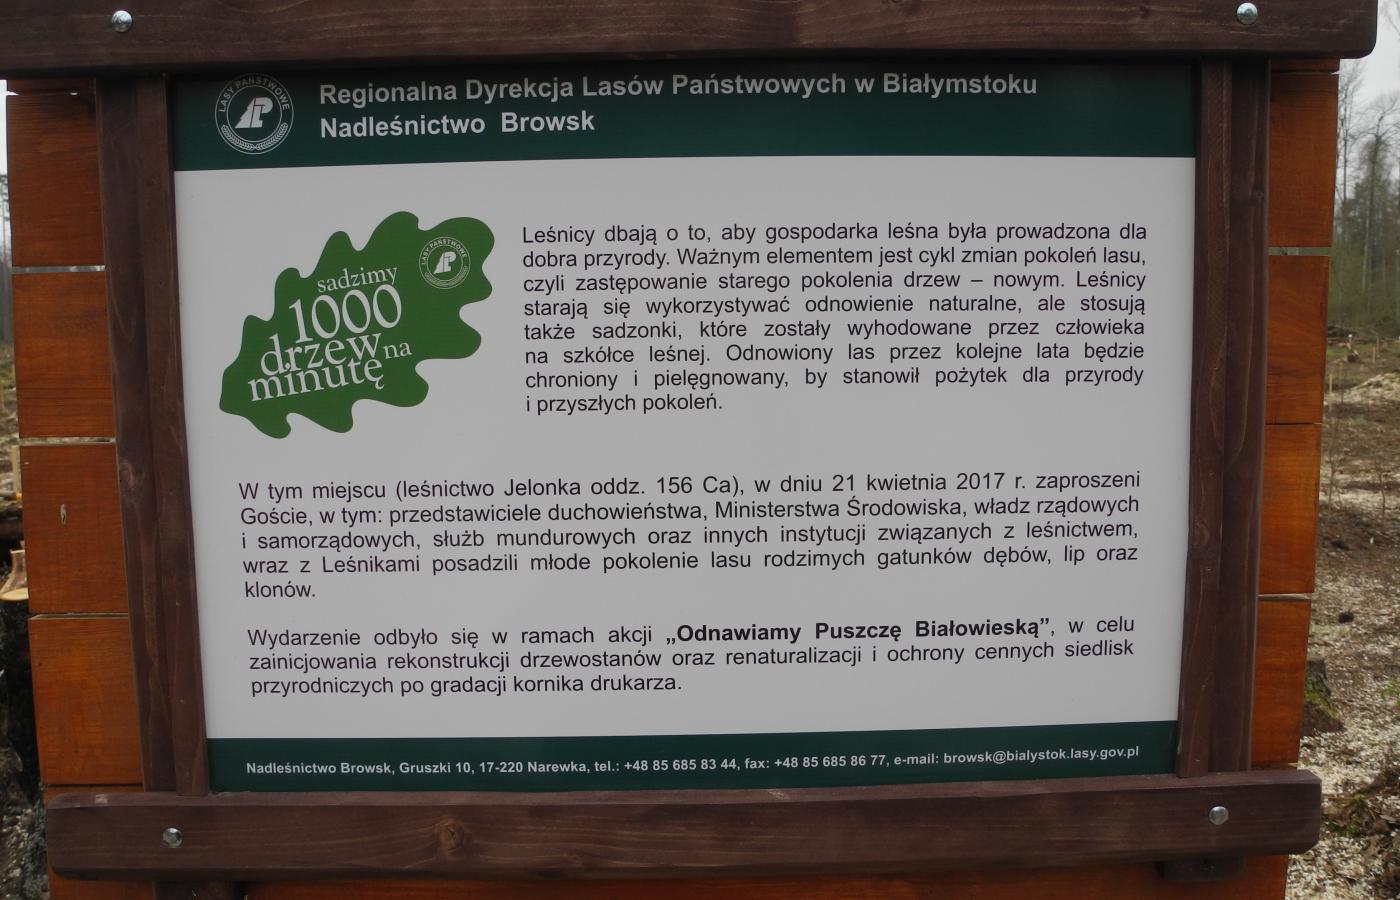 LASY PAŃSTWOWE
Regionalna Dyrekcja Lasów Państwowych w Białymstoku
Nadleśnictwo Browsk
LASY PAŃSTWOWE
sadzimy
1000
drzew na
minutę
Leśnicy dbają o to, aby gospodarka leśna była prowadzona dla
dobra przyrody. Ważnym elementem jest cykl zmian pokoleń lasu,
czyli zastępowanie starego pokolenia drzew – nowym. Leśnicy
starają się wykorzystywać odnowienie naturalne, ale stosują
także sadzonki, które zostały wyhodowane przez człowieka
na szkółce leśnej. Odnowiony las przez kolejne lata będzie
chroniony i pielęgnowany, by stanowił pożytek dla przyrody
i przyszłych pokoleń.
W tym miejscu (leśnictwo Jelonka oddz. 156 Ca), w dniu 21 kwietnia 2017 r. zaproszeni
Goście, w tym: przedstawiciele duchowieństwa, Ministerstwa Środowiska, władz rządowych
i samorządowych, służb mundurowych oraz innych instytucji związanych z leśnictwem,
wraz z Leśnikami posadzili młode pokolenie lasu rodzimych gatunków dębów, lip oraz
klonów.
Wydarzenie odbyło się w ramach akcji „Odnawiamy Puszczę Białowieską”, w celu
zainicjowania rekonstrukcji drzewostanów oraz renaturalizacji i ochrony cennych siedlisk
przyrodniczych po gradacji kornika drukarza.
Nadleśnictwo Browsk, Gruszki 10, 17-220 Narewka, tel.: +48 85 685 83 44, fax: +48 85 685 86 77, e-mail: browsk@bialystok.lasy.gov.pl